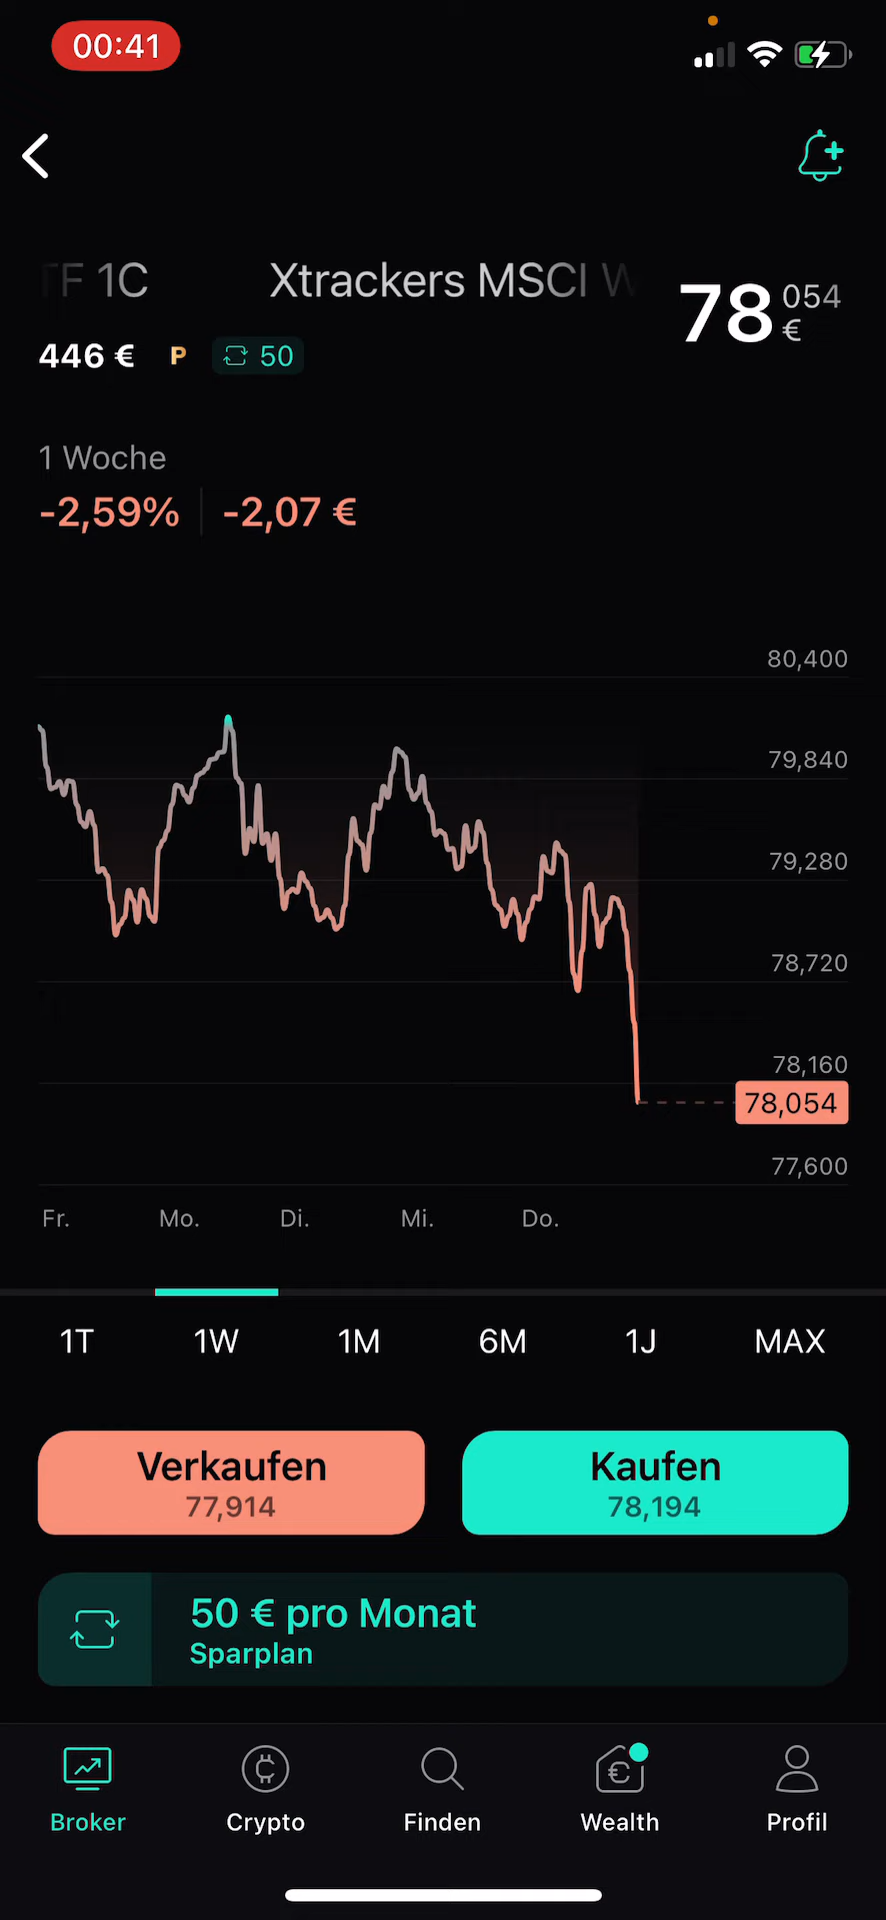 00:41
TF 1C Xtrackers MSCI W
78 054 €
446 € P 50
1 Woche
-2,59% -2,07 €
80,400
79,840
79,280
78,720
78,160
78,054
77,600
Fr. Mo. Di. Mi. Do.
1T 1W 1M 6M 1J MAX
Verkaufen
77,914
Kaufen
78,194
50 € pro Monat
Sparplan
Broker Crypto Finden Wealth Profil